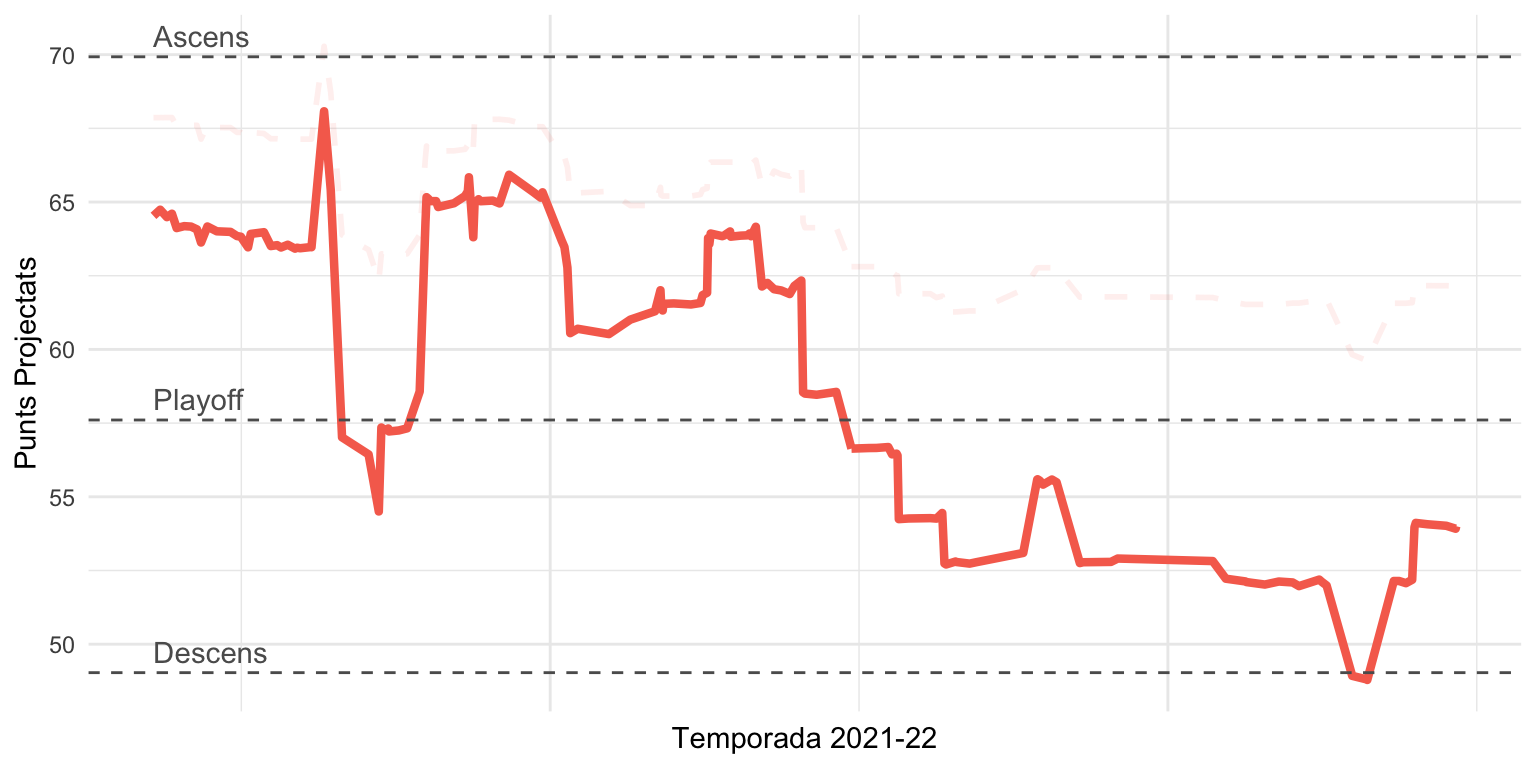 Ascens
70
65
60
Playoff
55
50
Descens
Punts Projectats
Temporada 2021-22